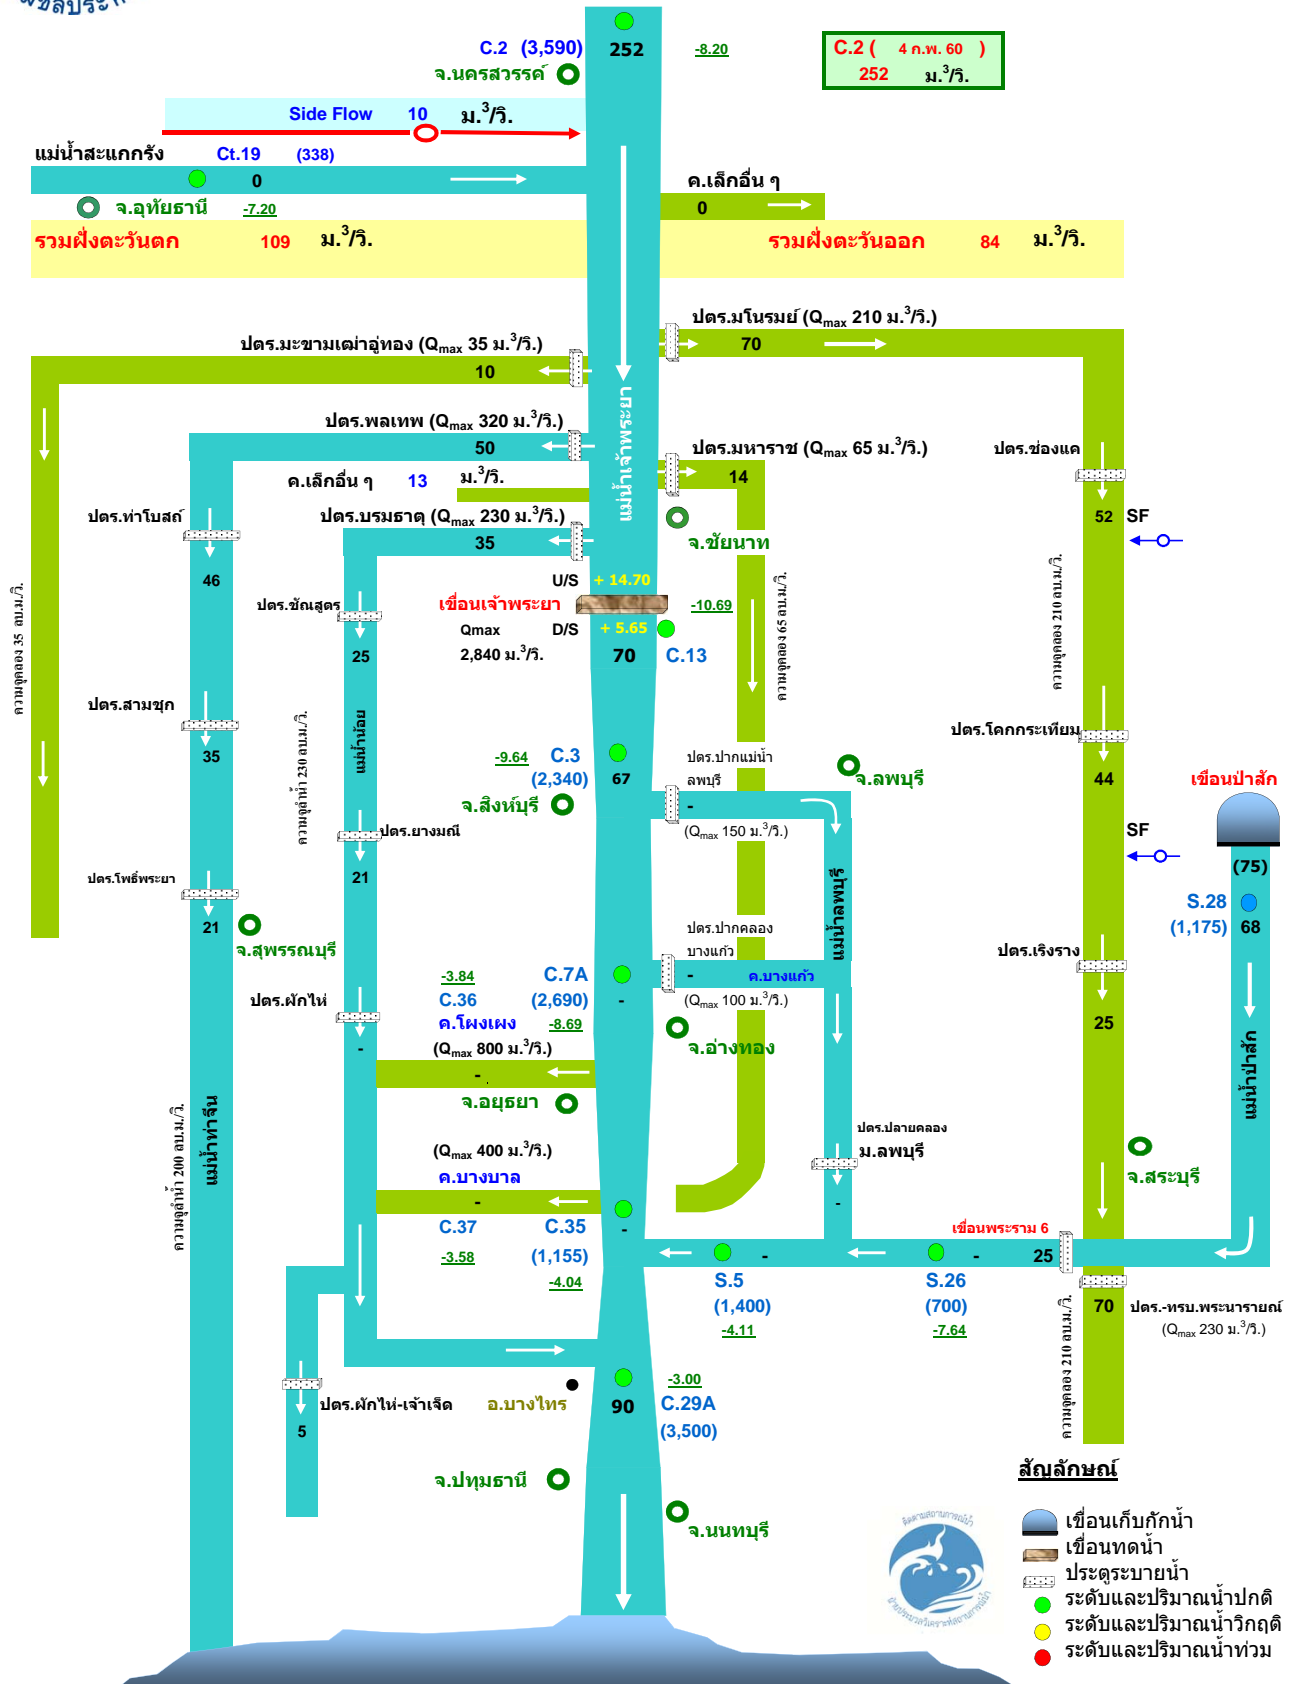 C.2 (3,590)
252
-8.20
C.2 ( 4 ก.พ. 60 )
252 ม.3/วิ.
จ.นครสวรรค์
Side Flow 10 ม.3/วิ.
แม่น้ำสะแกกรัง Ct.19 (338)
0
ค.เล็กอื่น ๆ
0
จ.อุทัยธานี -7.20
รวมฝั่งตะวันตก 109 ม.3/วิ.
รวมฝั่งตะวันออก 84 ม.3/วิ.
ปตร.มโนรมย์ (Qmax 210 ม.3/วิ.)
70
ปตร.มะขามเฒ่าอู่ทอง (Qmax 35 ม.3/วิ.)
10
แม่น้ำเจ้าพระยา
ปตร.พลเทพ (Qmax 320 ม.3/วิ.)
50
ปตร.มหาราช (Qmax 65 ม.3/วิ.)
14
ปตร.ช่องแค
ค.เล็กอื่น ๆ 13 ม.3/วิ.
ปตร.ท่าโบสถ์
ปตร.บรมธาตุ (Qmax 230 ม.3/วิ.)
35
จ.ชัยนาท
52 SF
46
U/S + 14.70
ความจุคลอง 35 ลบ.ม/วิ.
ความจุคลอง 65 ลบ.ม/วิ.
ความจุคลอง 210 ลบ.ม/วิ.
ปตร.ชัณสูตร
เขื่อนเจ้าพระยา
-10.69
Qmax D/S + 5.65
2,840 ม.3/วิ.
70 C.13
25
ปตร.สามชุก
35
แม่น้ำน้อย
ความจุลำน้ำ 230 ลบ.ม./วิ.
-9.64 C.3
(2,340)
67
ปตร.ปากแม่น้ำ
ลพบุรี
-
(Qmax 150 ม.3/วิ.)
จ.ลพบุรี
จ.สิงห์บุรี
ปตร.โคกกระเทียม
44
เขื่อนป่าสัก
SF
(75)
S.28
(1,175) 68
ปตร.ยางมณี
21
ปตร.โพธิ์พระยา
21
จ.สุพรรณบุรี
แม่น้ำลพบุรี
ปตร.ปากคลอง
บางแก้ว
- ค.บางแก้ว
(Qmax 100 ม.3/วิ.)
ปตร.เริงราง
25
-3.84 C.7A
C.36 (2,690) -
ค.โผงเผง -8.69
(Qmax 800 ม.3/วิ.)
-
ปตร.ผักไห่
-
จ.อ่างทอง
แม่น้ำป่าสัก
จ.อยุธยา
แม่น้ำท่าจีน
ความจุลำน้ำ 200 ลบ.ม./วิ.
(Qmax 400 ม.3/วิ.)
ค.บางบาล
-
ปตร.ปลายคลอง
ม.ลพบุรี
-
จ.สระบุรี
C.37 C.35 -
-3.58 (1,155)
-4.04
เขื่อนพระราม 6
- - 25
S.5 S.26
(1,400) (700)
-4.11 -7.64
70 ปตร.-ทรบ.พระนารายณ์
(Qmax 230 ม.3/วิ.)
ความจุคลอง 210 ลบ.ม/วิ.
-3.00
ปตร.ผักไห่-เจ้าเจ็ด
5
อ.บางไทร 90 C.29A
(3,500)
จ.ปทุมธานี
จ.นนทบุรี
สัญลักษณ์
เขื่อนเก็บกักน้ำ
เขื่อนทดน้ำ
ประตูระบายน้ำ
ระดับและปริมาณน้ำปกติ
ระดับและปริมาณน้ำวิกฤติ
ระดับและปริมาณน้ำท่วม
ติดตามสถานการณ์น้ำ